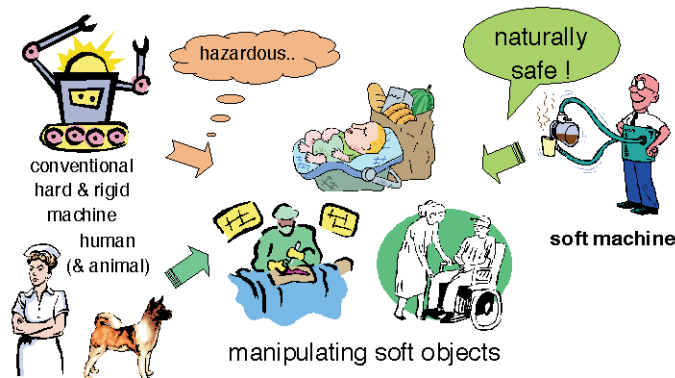 hazardous..
naturally
safe !
conventional
hard & rigid
machine
human
(& animal)
soft machine
manipulating soft objects